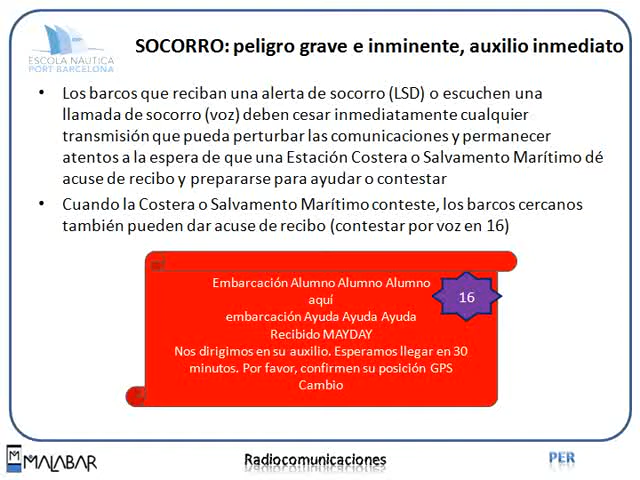 ESCOLA NÀUTICA
PORT BARCELONA
SOCORRO: peligro grave e inminente, auxilio inmediato
• Los barcos que reciban una alerta de socorro (LSD) o escuchen una
llamada de socorro (voz) deben cesar inmediatamente cualquier
transmisión que pueda perturbar las comunicaciones y permanecer
atentos a la espera de que una Estación Costera o Salvamento Marítimo dé
acuse de recibo y prepararse para ayudar o contestar
• Cuando la Costera o Salvamento Marítimo conteste, los barcos cercanos
también pueden dar acuse de recibo (contestar por voz en 16)
Embarcación Alumno Alumno Alumno
aquí
16
embarcación Ayuda Ayuda Ayuda
Recibido MAYDAY
Nos dirigimos en su auxilio. Esperamos llegar en 30
minutos. Por favor, confirmen su posición GPS
Cambio
MALABAR
Radiocomunicaciones
PER